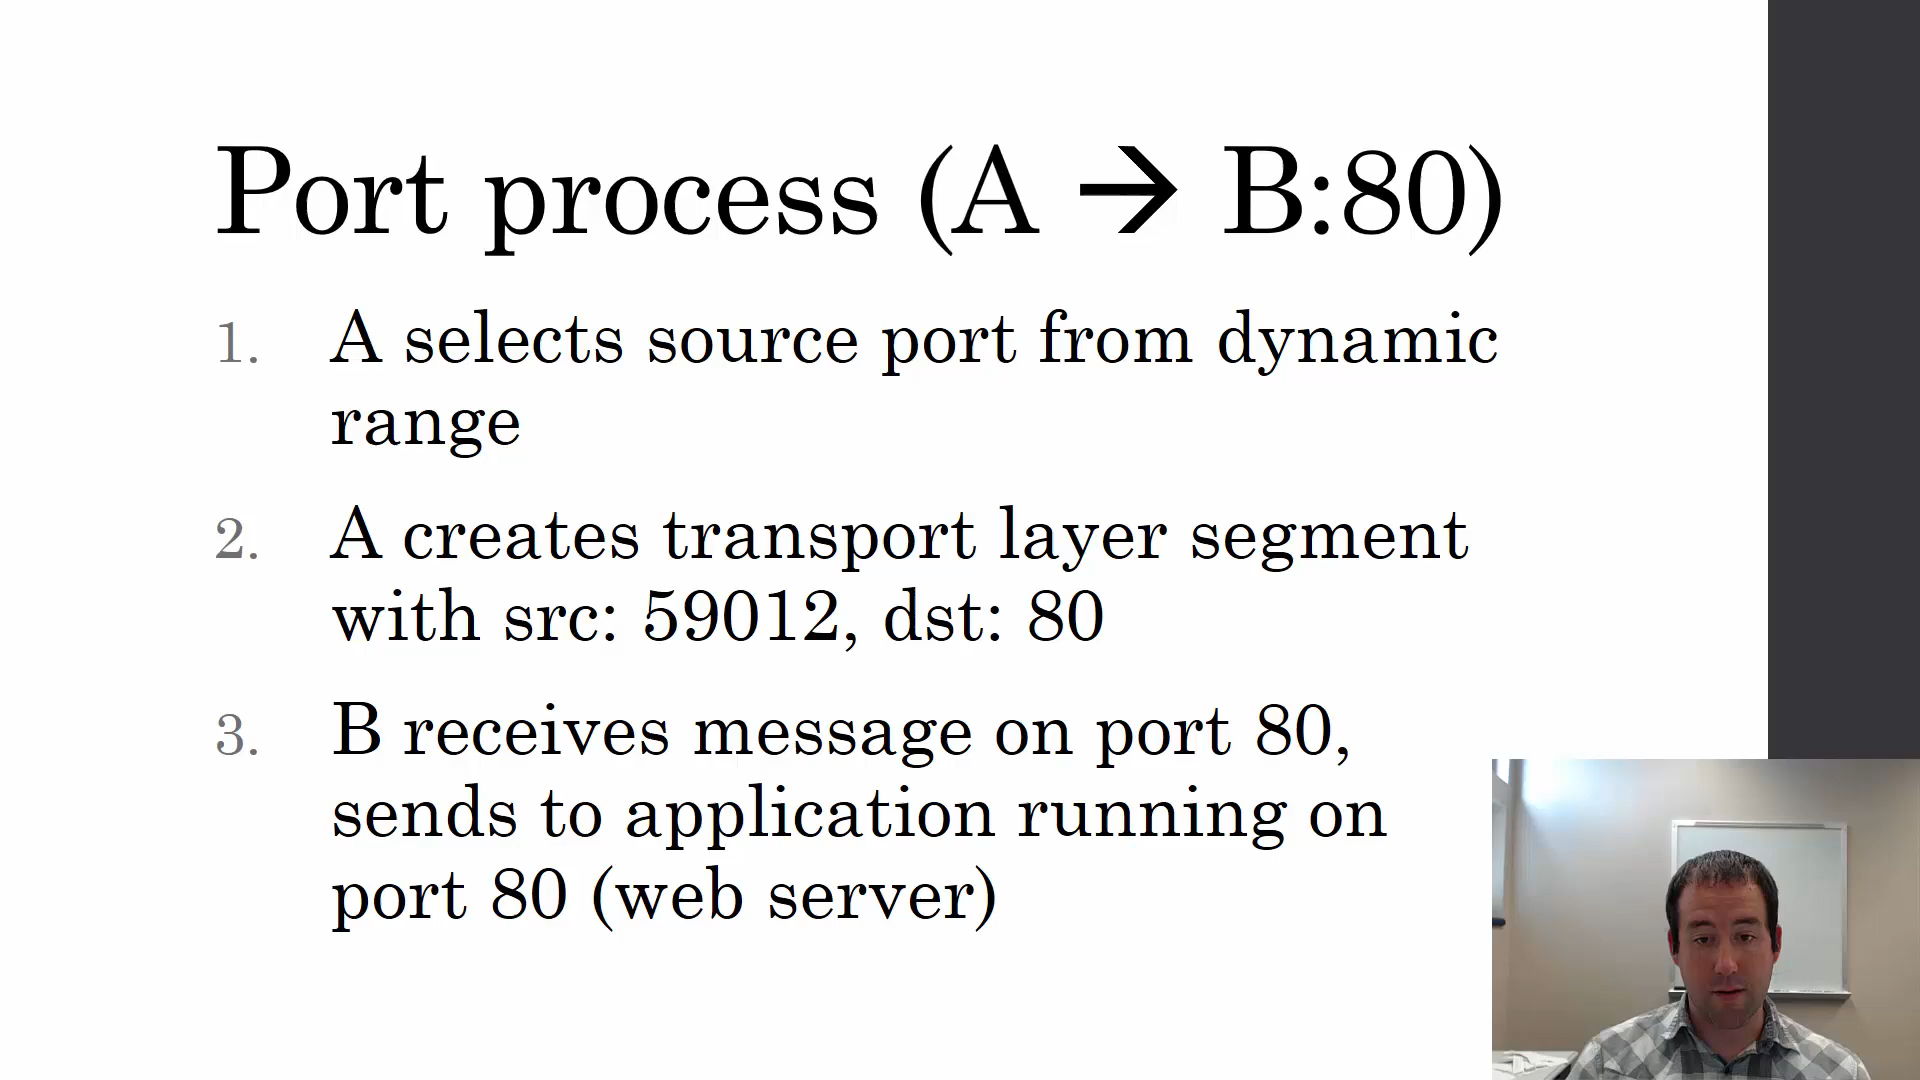 Port process (A → B:80)
1. A selects source port from dynamic
range
2. A creates transport layer segment
with src: 59012, dst: 80
3. B receives message on port 80,
sends to application running on
port 80 (web server)